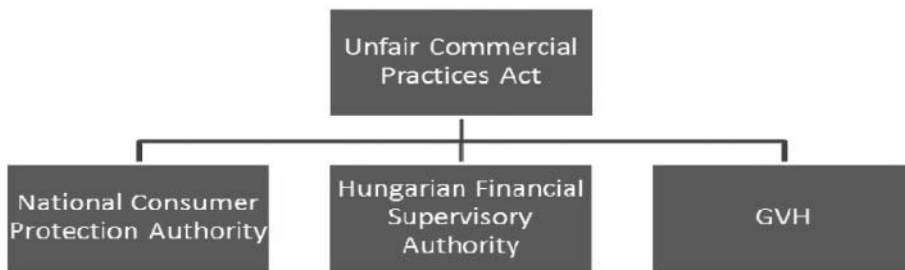 Unfair Commercial
Practices Act
National Consumer
Protection Authority
Hungarian Financial
Supervisory
Authority
GVH